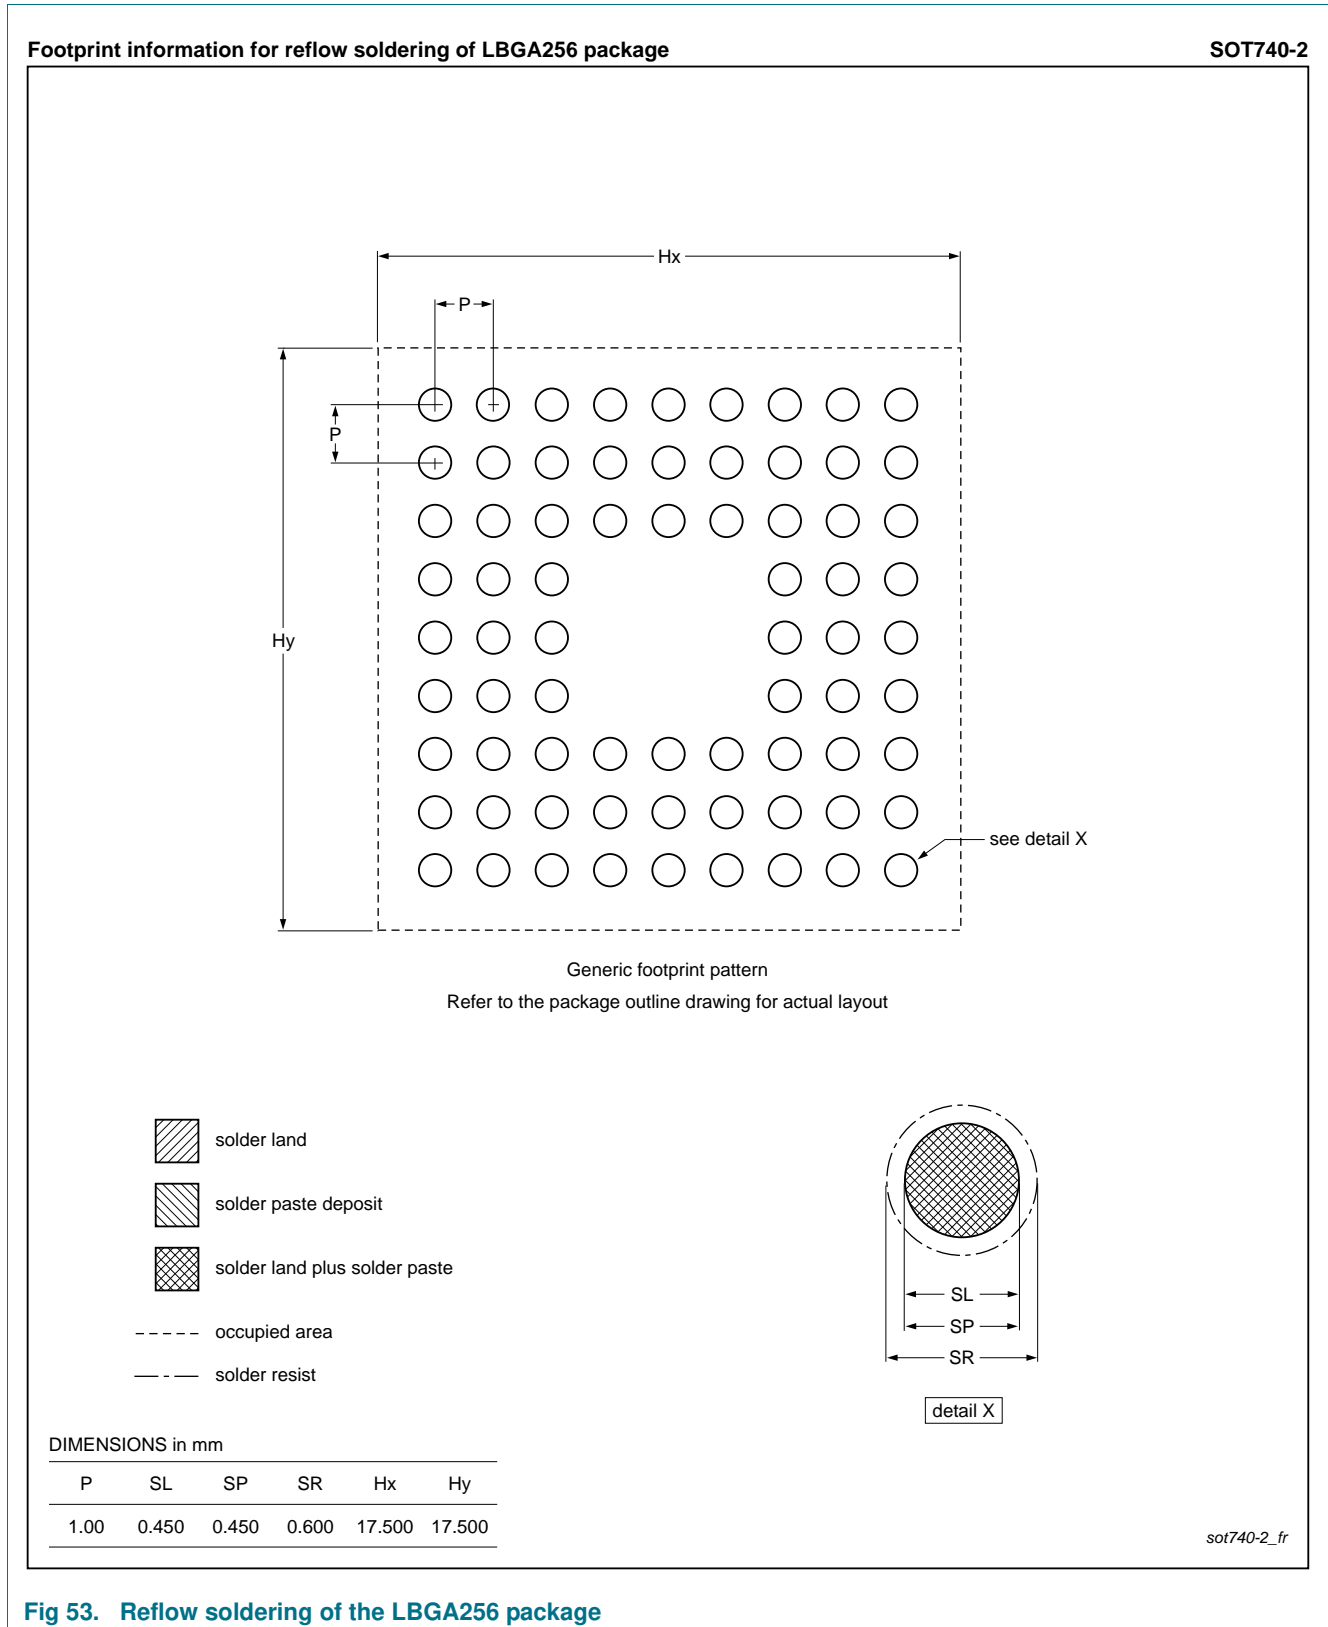 Footprint information for reflow soldering of LBGA256 package SOT740-2
Hx
P
P
Hy
see detail X
Generic footprint pattern
Refer to the package outline drawing for actual layout
solder land
solder paste deposit
solder land plus solder paste
occupied area
solder resist
SL
SP
SR
detail X
DIMENSIONS in mm
P SL SP SR Hx Hy
1.00 0.450 0.450 0.600 17.500 17.500
sot740-2_fr
Fig 53. Reflow soldering of the LBGA256 package